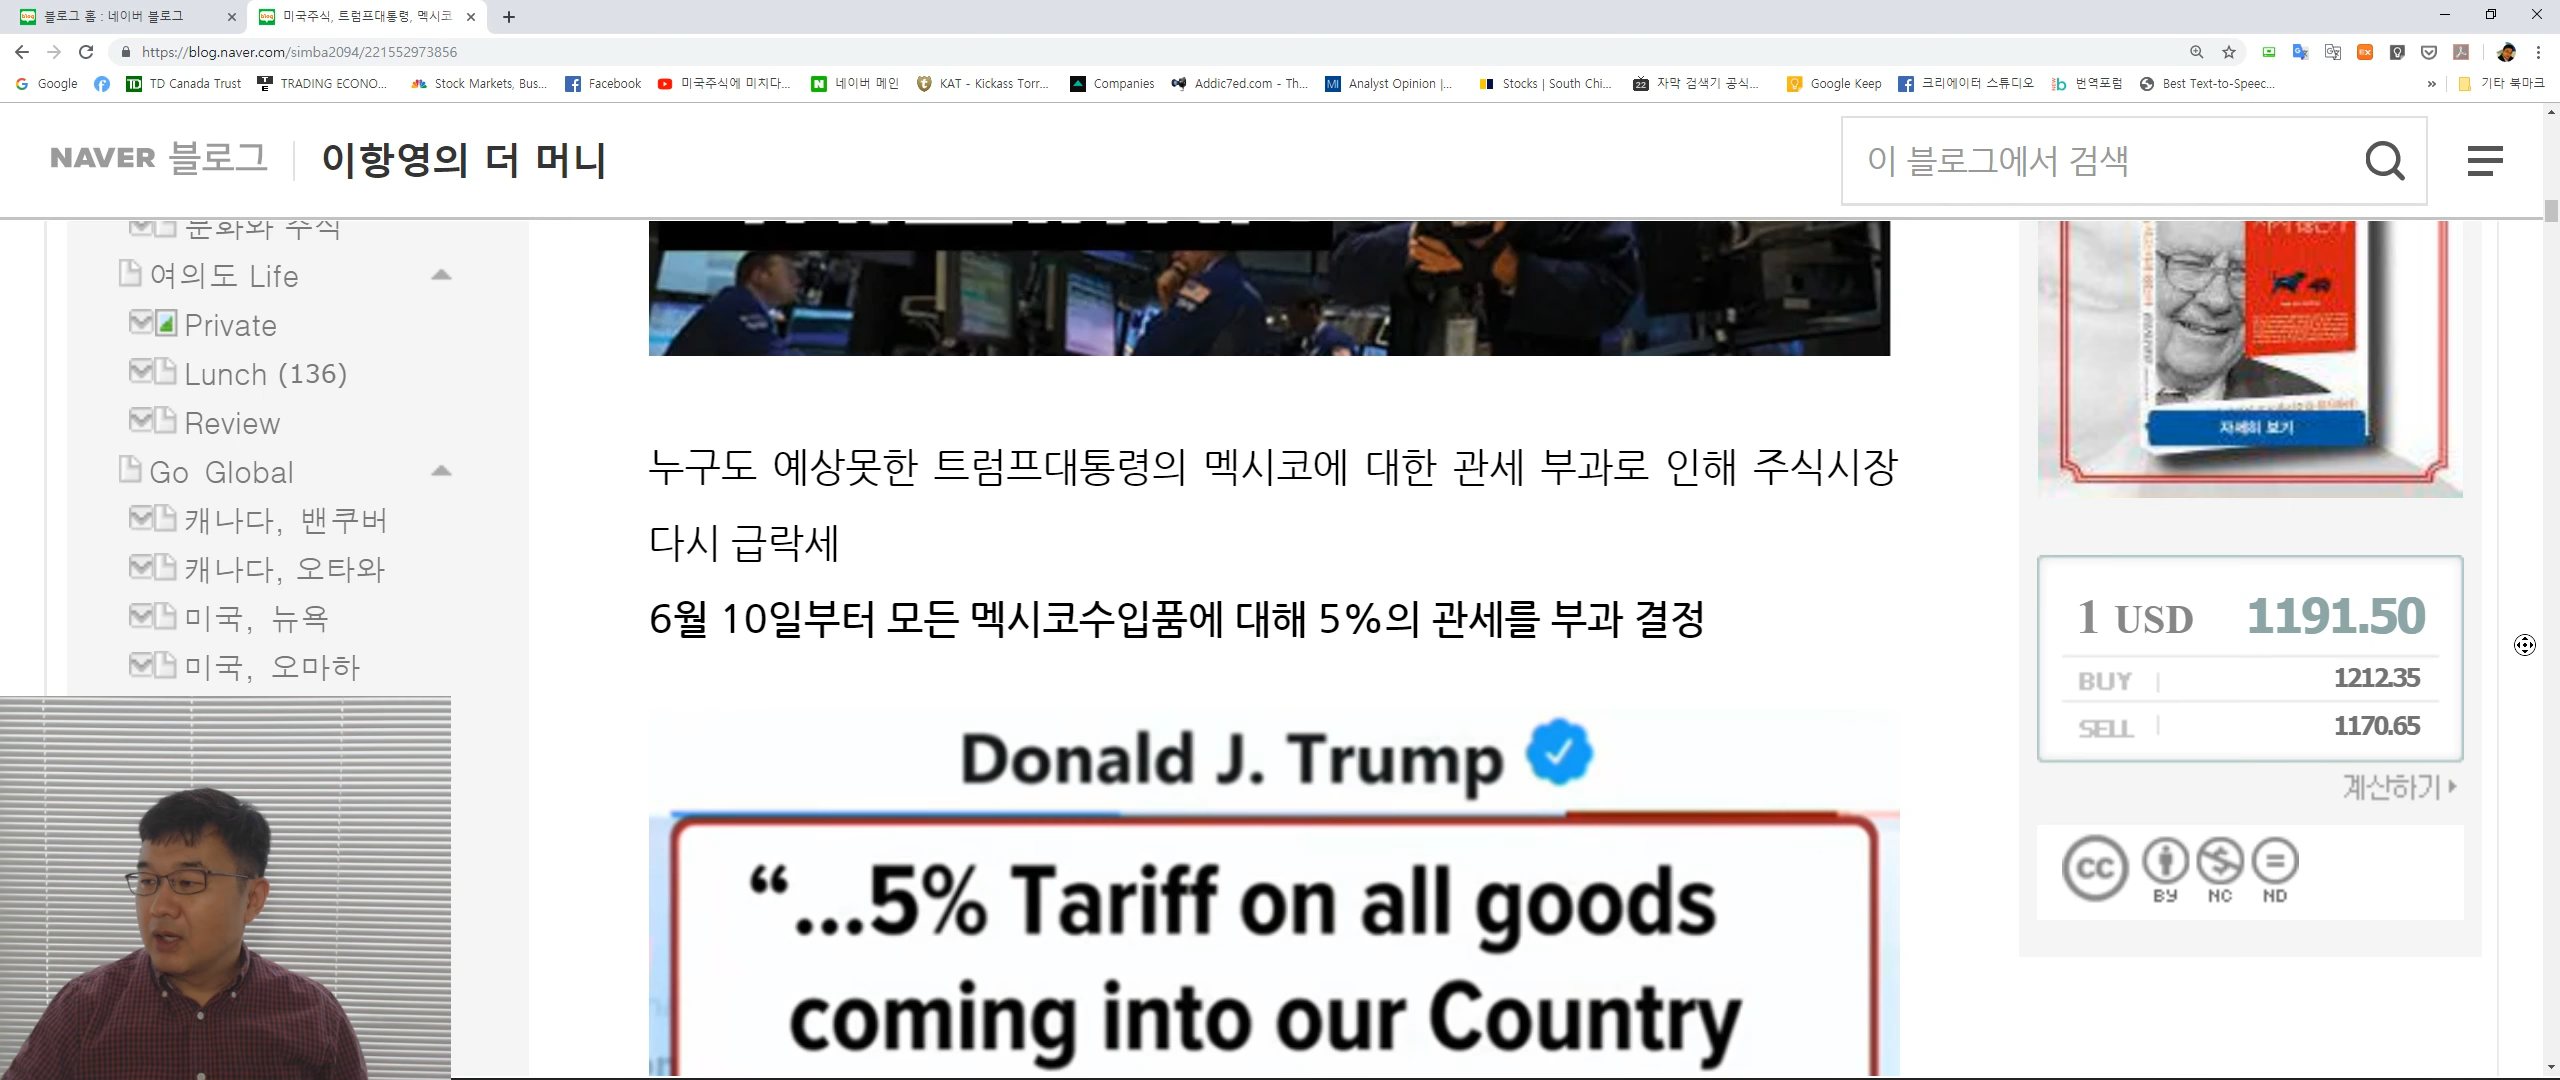 블로그 홈 : 네이버 블로그
미국주식, 트럼프대통령, 멕시코
https://blog.naver.com/simba2094/221552973856
Google
TD Canada Trust
TRADING ECONO...
Stock Markets, Bus...
Facebook
미국주식에 미치다...
네이버 메인
KAT - Kickass Torr...
Companies
Addic7ed.com - Th...
Analyst Opinion |...
Stocks | South Chi...
자막 검색기 공식...
Google Keep
크리에이터 스튜디오
번역포럼
Best Text-to-Speec...
»
기타 북마크
NAVER 블로그
이항영의 더 머니
이 블로그에서 검색
문화와 주식
여의도 Life
Private
Lunch (136)
Review
Go Global
캐나다, 밴쿠버
캐나다, 오타와
미국, 뉴욕
미국, 오마하
누구도 예상못한 트럼프대통령의 멕시코에 대한 관세 부과로 인해 주식시장
다시 급락세
6월 10일부터 모든 멕시코수입품에 대해 5%의 관세를 부과 결정
Donald J. Trump
“...5% Tariff on all goods
coming into our Country
자세히 보기
1 USD 1191.50
BUY 1212.35
SELL 1170.65
계산하기
CC BY NC ND